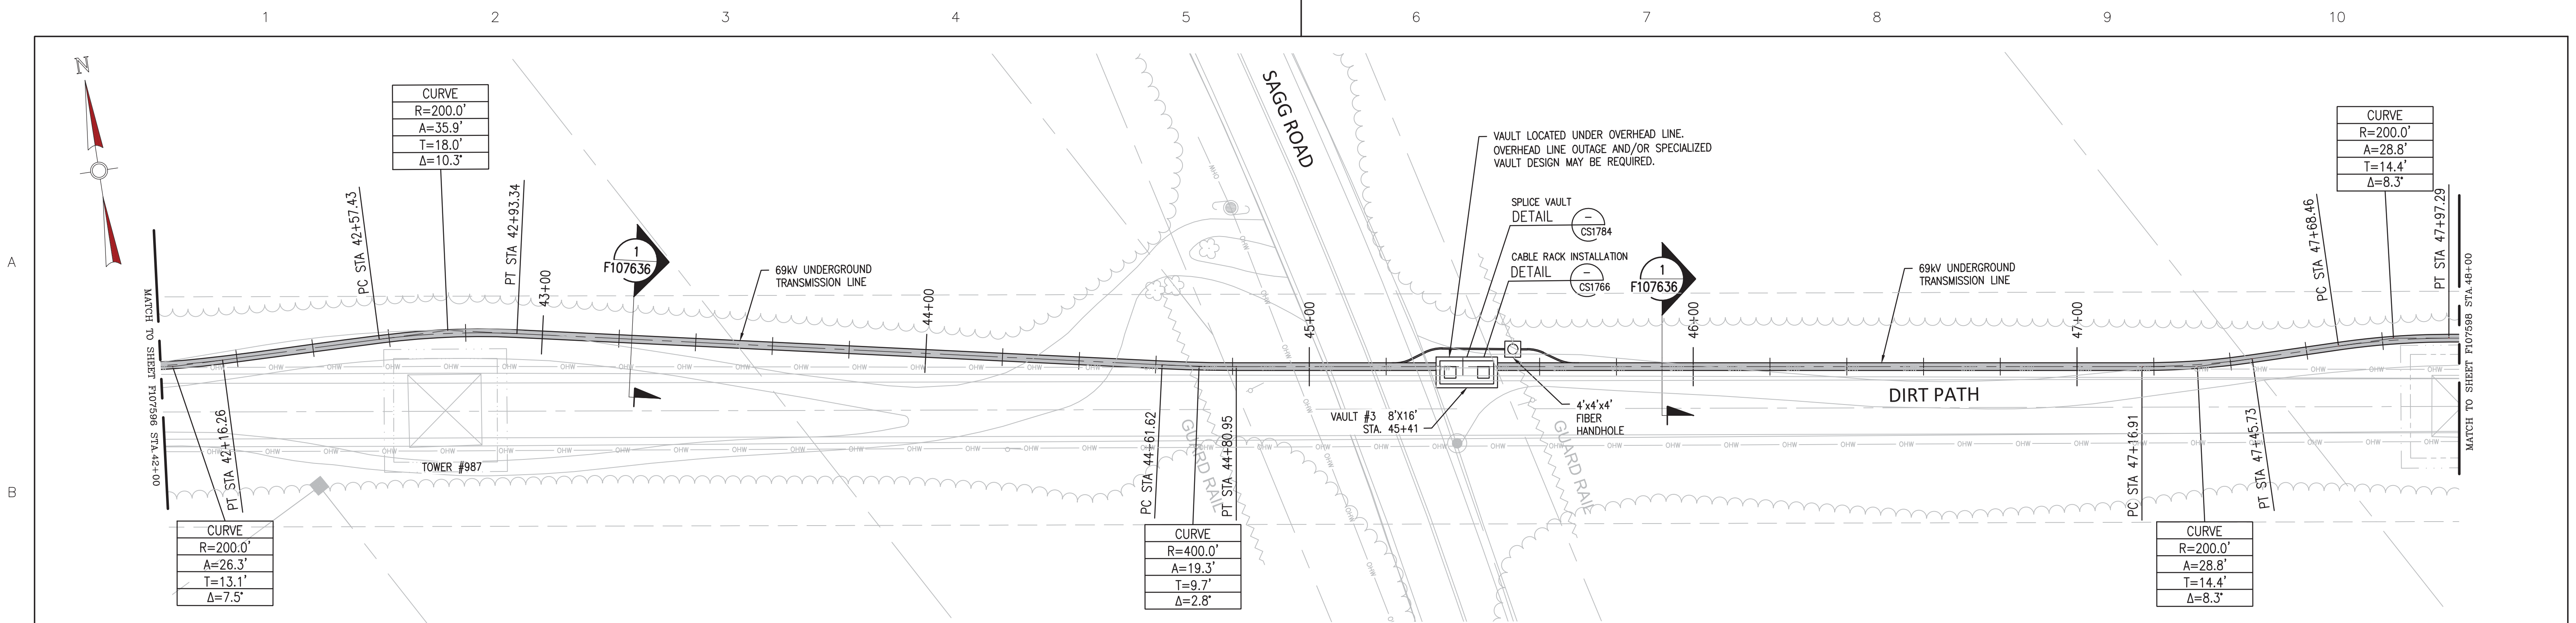 1 2 3 4 5 6 7 8 9 10
A
B
N
CURVE
R=200.0'
A=35.9'
T=18.0'
Δ=10.3°
PC STA 42+57.43
PT STA 42+93.34
43+00
1
F107636
69kV UNDERGROUND
TRANSMISSION LINE
44+00
MATCH TO SHEET F107596 STA.42+00
PT STA 42+16.26
TOWER #987
CURVE
R=200.0'
A=26.3'
T=13.1'
Δ=7.5°
SAGG ROAD
VAULT LOCATED UNDER OVERHEAD LINE.
OVERHEAD LINE OUTAGE AND/OR SPECIALIZED
VAULT DESIGN MAY BE REQUIRED.
SPLICE VAULT
DETAIL
–
CS1784
CABLE RACK INSTALLATION
DETAIL
–
CS1766
45+00
VAULT #3 8'X16'
STA. 45+41
4'x4'x4'
FIBER
HANDHOLE
PC STA 44+61.62
PT STA 44+80.95
GUARD RAIL
GUARD RAIL
CURVE
R=400.0'
A=19.3'
T=9.7'
Δ=2.8°
1
F107636
46+00
69kV UNDERGROUND
TRANSMISSION LINE
47+00
DIRT PATH
CURVE
R=200.0'
A=28.8'
T=14.4'
Δ=8.3°
PC STA 47+68.46
PT STA 47+97.29
MATCH TO SHEET F107598 STA.48+00
PC STA 47+16.91
PT STA 47+45.73
CURVE
R=200.0'
A=28.8'
T=14.4'
Δ=8.3°
OHW